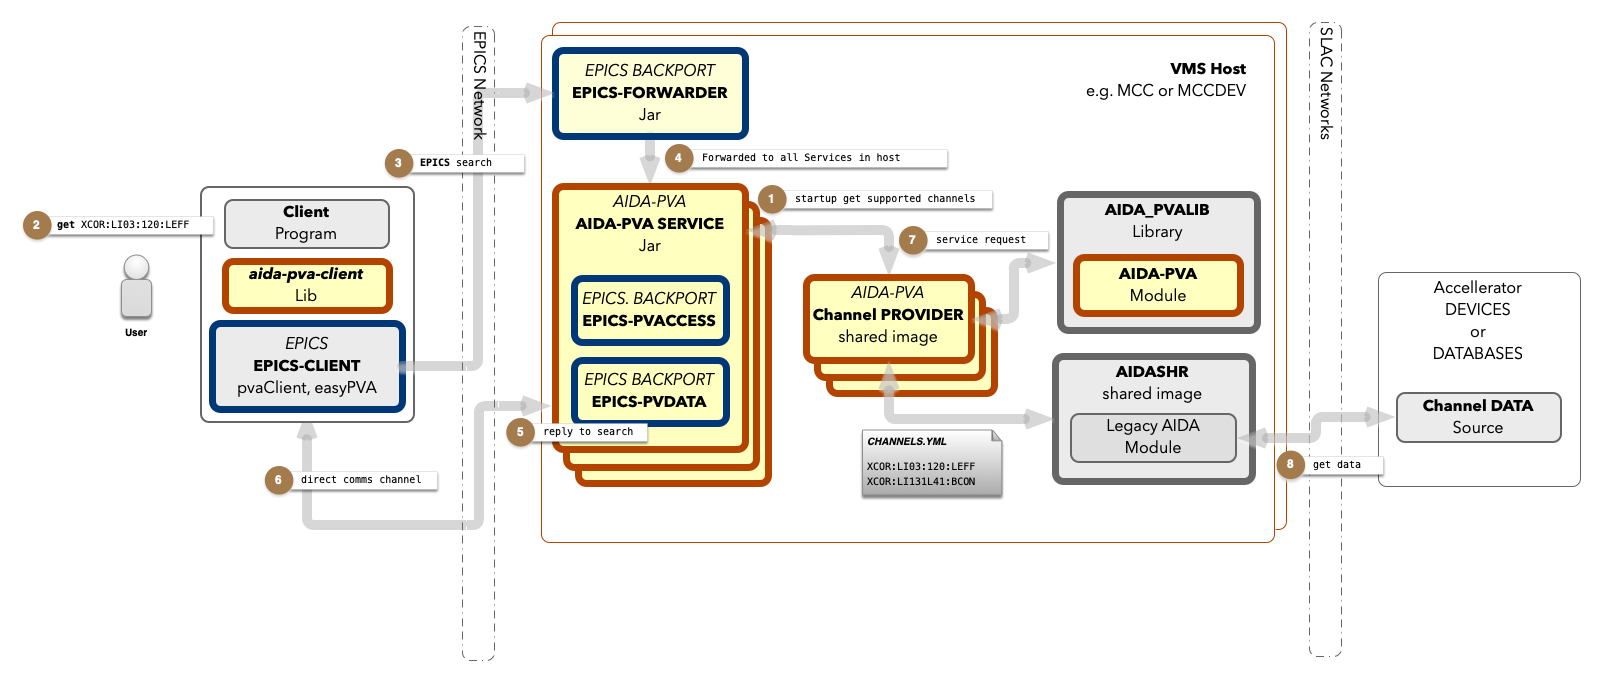 EPICS Network
SLAC Networks
VMS Host
e.g. MCC or MCCDEV
EPICS BACKPORT
EPICS-FORWARDER
Jar
3
EPICS search
4
Forwarded to all Services in host
2
get XCOR:LI03:120:LEFF
User
Client
Program
aida-pva-client
Lib
EPICS
EPICS-CLIENT
pvaClient, easyPVA
AIDA-PVA
AIDA-PVA SERVICE
Jar
EPICS. BACKPORT
EPICS-PVACCESS
EPICS BACKPORT
EPICS-PVDATA
5
reply to search
6
direct comms channel
1
startup get supported channels
7
service request
AIDA-PVA
Channel PROVIDER
shared image
CHANNELS.YML
XCOR:LI03:120:LEFF
XCOR:LI131L41:BCON
AIDA_PVALIB
Library
AIDA-PVA
Module
AIDASHR
shared image
Legacy AIDA
Module
8
get data
Accellerator
DEVICES
or
DATABASES
Channel DATA
Source